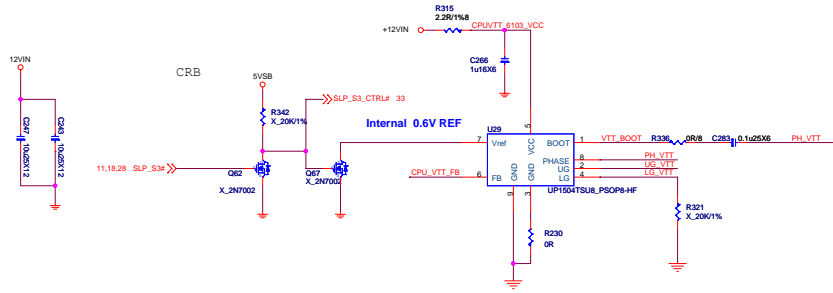 R315
2.2R/1%8
+12VIN
CPUVTT_6103_VCC
C266
1u16X6
12VIN
CRB
5VSB
C247
10u25X12
C243
10u25X12
R342
X_20K/1%
SLP_S3_CTRL# 33
Internal 0.6V REF
11,18,28 SLP_S3#
Q62
X_2N7002
Q67
X_2N7002
U29
5
7
Vref
VCC
BOOT
1
VTT_BOOT
R336
0R/8
C283
0.1u25X6
PH_VTT
PHASE
8
PH_VTT
UG
2
UG_VTT
CPU_VTT_FB
6
FB
GND
GND
LG
4
LG_VTT
9
3
UP1504TSU8_PSOP8-HF
R321
X_20K/1%
R230
0R